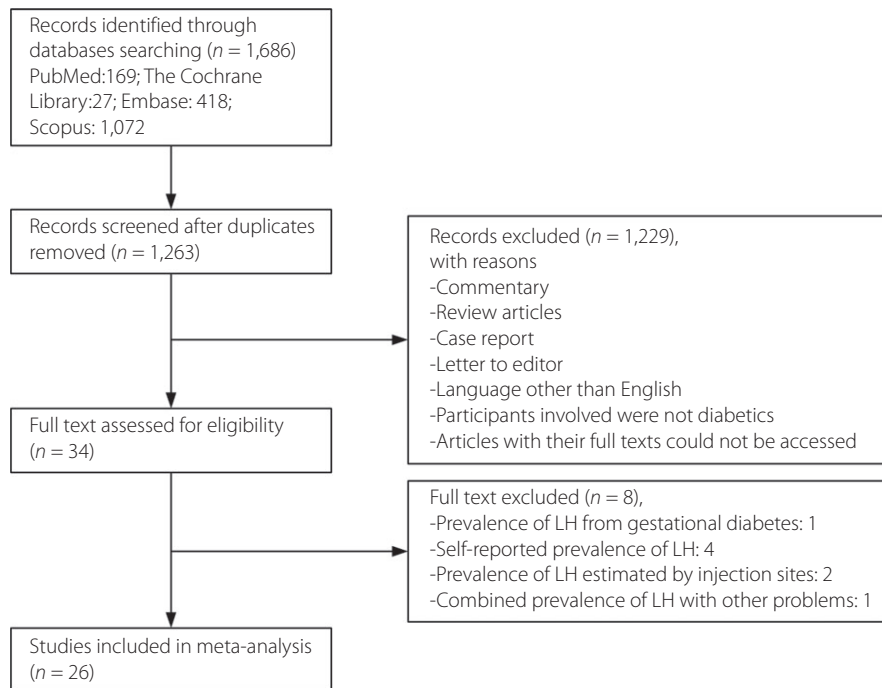 Records identified through
databases searching (n = 1,686)
PubMed:169; The Cochrane
Library:27; Embase: 418;
Scopus: 1,072
Records screened after duplicates
removed (n = 1,263)
Records excluded (n = 1,229),
with reasons
-Commentary
-Review articles
-Case report
-Letter to editor
-Language other than English
-Participants involved were not diabetics
-Articles with their full texts could not be accessed
Full text assessed for eligibility
(n = 34)
Full text excluded (n = 8),
-Prevalence of LH from gestational diabetes: 1
-Self-reported prevalence of LH: 4
-Prevalence of LH estimated by injection sites: 2
-Combined prevalence of LH with other problems: 1
Studies included in meta-analysis
(n = 26)